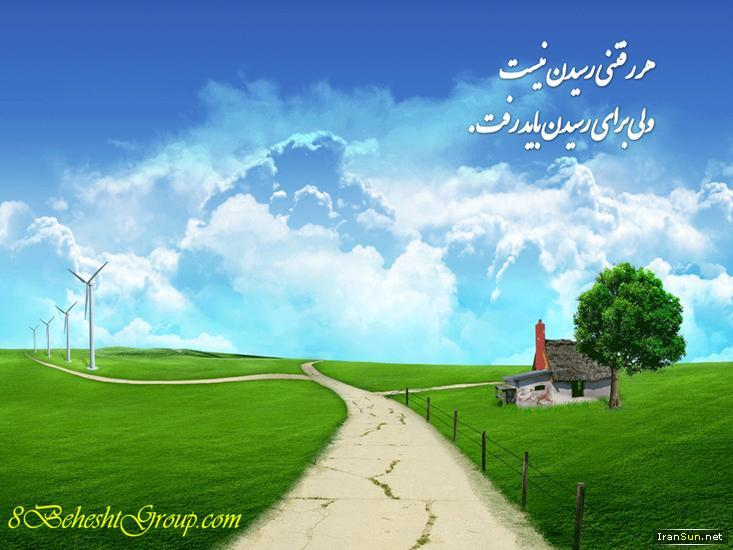 هر رفتنی رسیدن نیست
ولی برای رسیدن باید رفت.
8BeheshtGroup.com
IranSun.net